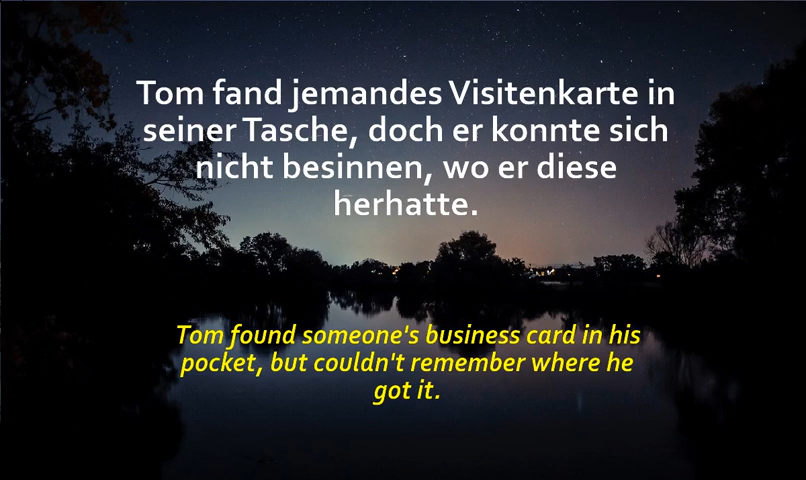 Tom fand jemandes Visitenkarte in
seiner Tasche, doch er konnte sich
nicht besinnen, wo er diese
herhatte.
Tom found someone's business card in his
pocket, but couldn't remember where he
got it.